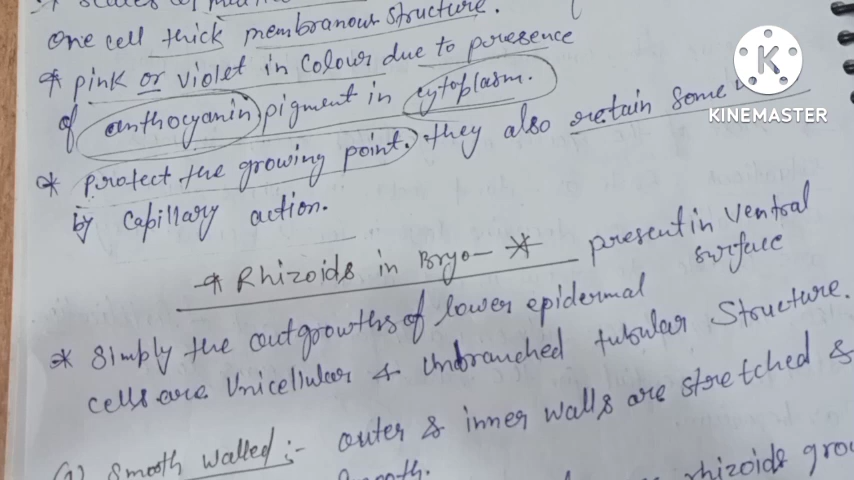 one cell thick membranous structure.
* pink or violet in colour due to presence
of anthocyanin pigment in cytoplasm.
KINEMASTER
* protect the growing point. they also retain some
by capillary action.
* Rhizoids in Bryo- *
present in ventral
surface
* simply the outgrowths of lower epidermal
cells are Unicellular & Unbranched tubular Structure.
(a) Smooth walled :- outer & inner walls are stretched &
smooth.
rhizoids